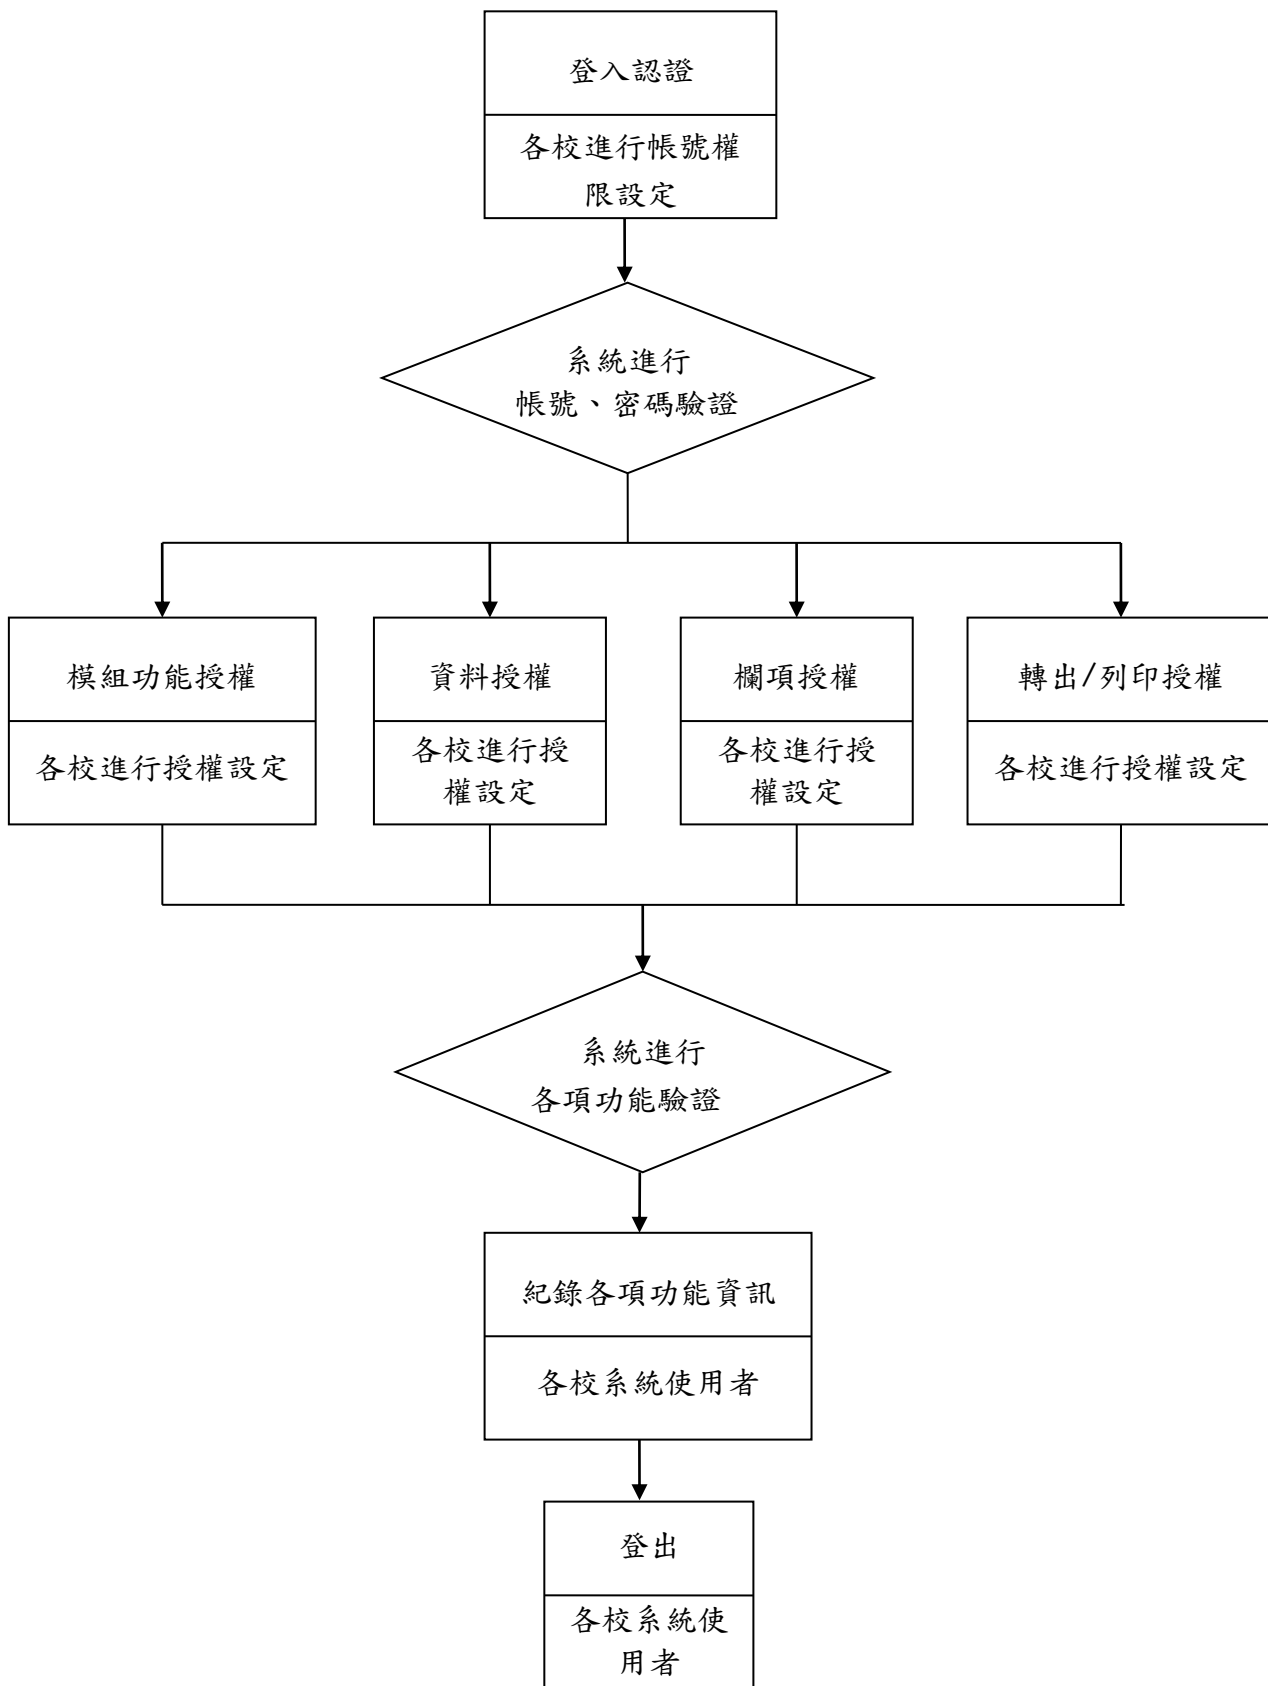 登入認證
各校進行帳號權
限設定
系統進行
帳號、密碼驗證
模組功能授權
各校進行授權設定
資料授權
各校進行授
權設定
欄項授權
各校進行授
權設定
轉出/列印授權
各校進行授權設定
系統進行
各項功能驗證
紀錄各項功能資訊
各校系統使用者
登出
各校系統使
用者